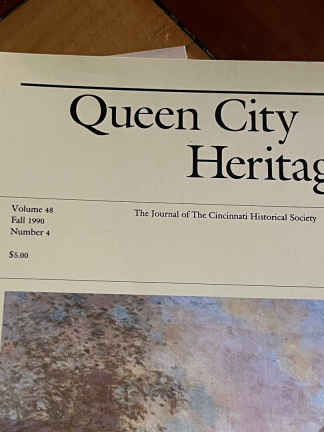 Queen City
Heritag
Volume 48
Fall 1990
Number 4
The Journal of The Cincinnati Historical Society
$5.00